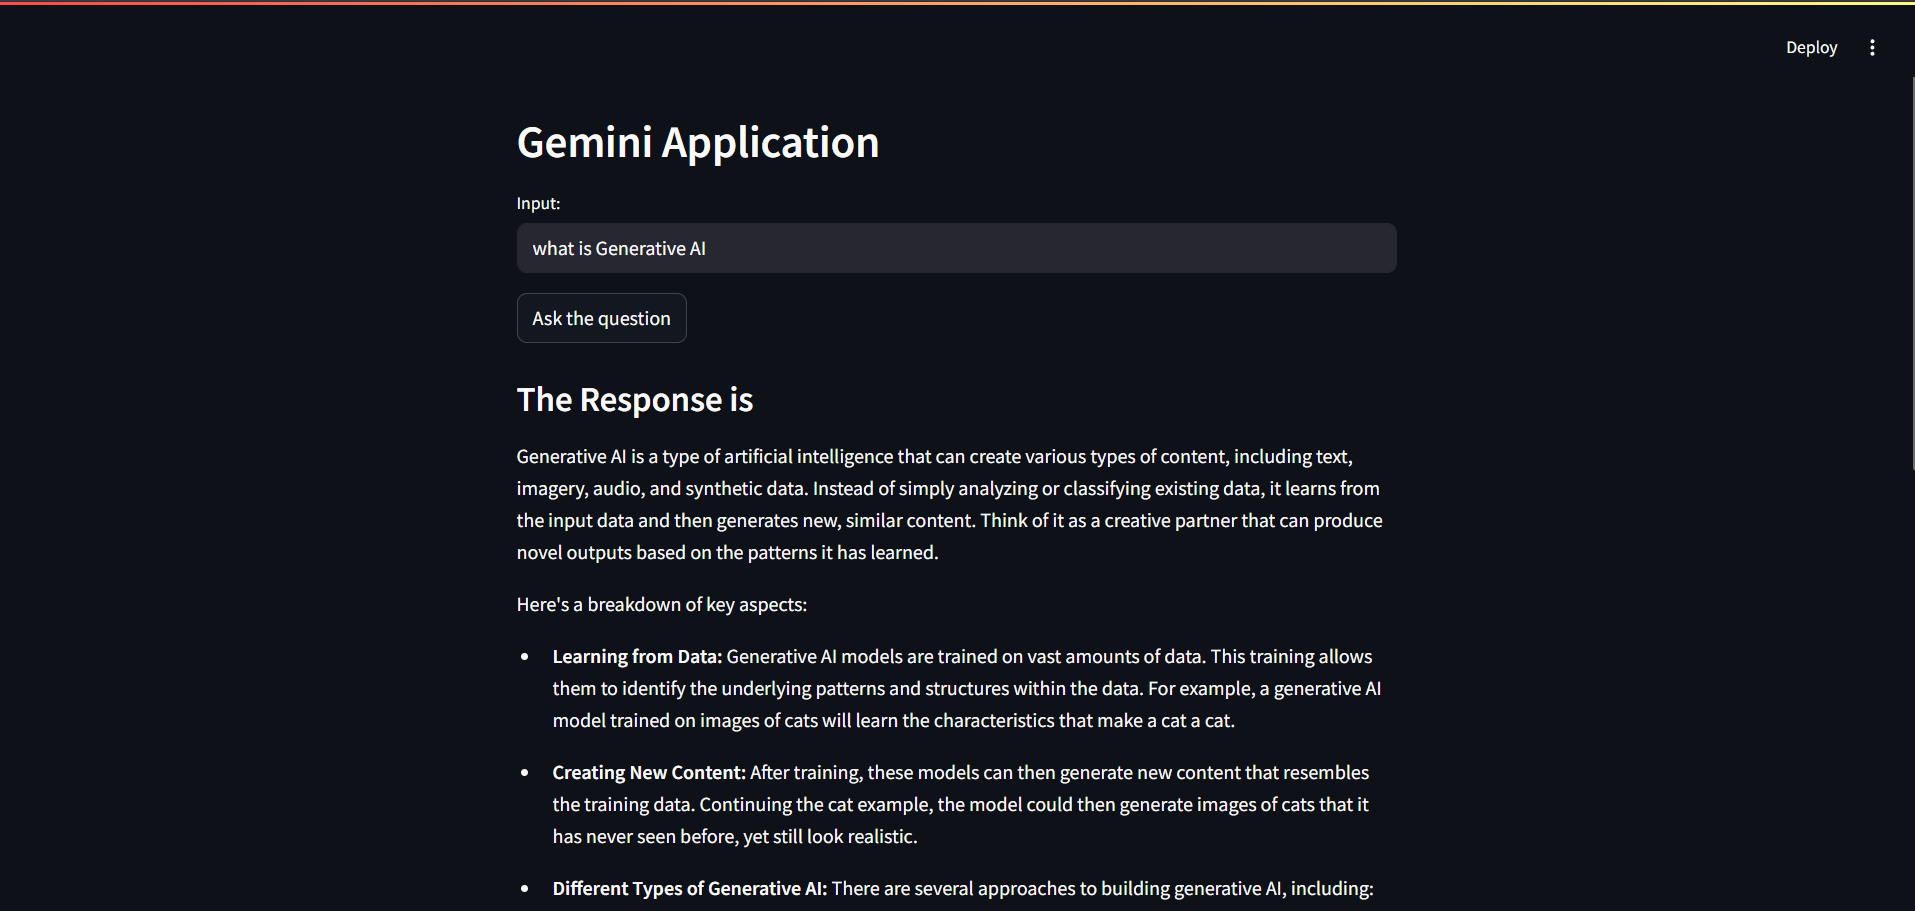 Deploy
Gemini Application
Input:
what is Generative AI
Ask the question
The Response is
Generative AI is a type of artificial intelligence that can create various types of content, including text,
imagery, audio, and synthetic data. Instead of simply analyzing or classifying existing data, it learns from
the input data and then generates new, similar content. Think of it as a creative partner that can produce
novel outputs based on the patterns it has learned.
Here's a breakdown of key aspects:
• Learning from Data: Generative AI models are trained on vast amounts of data. This training allows
them to identify the underlying patterns and structures within the data. For example, a generative AI
model trained on images of cats will learn the characteristics that make a cat a cat.
• Creating New Content: After training, these models can then generate new content that resembles
the training data. Continuing the cat example, the model could then generate images of cats that it
has never seen before, yet still look realistic.
• Different Types of Generative AI: There are several approaches to building generative AI, including: